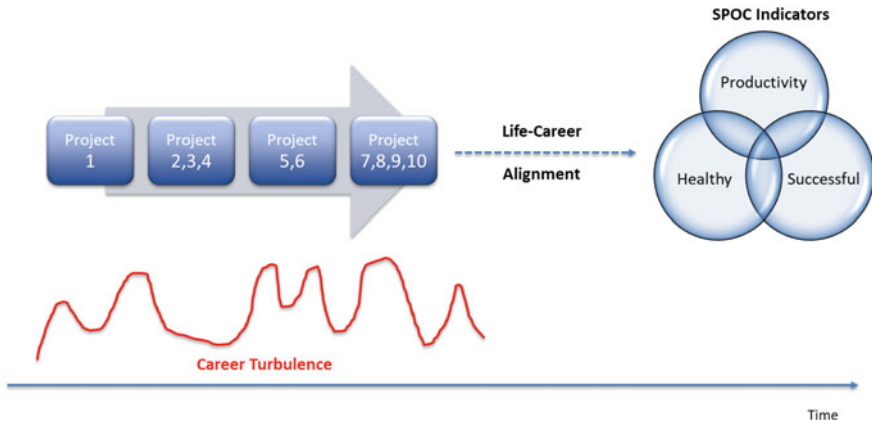 SPOC Indicators
Productivity
Healthy
Successful
Project
1
Project
2,3,4
Project
5,6
Project
7,8,9,10
Life-Career
Alignment
Career Turbulence
Time